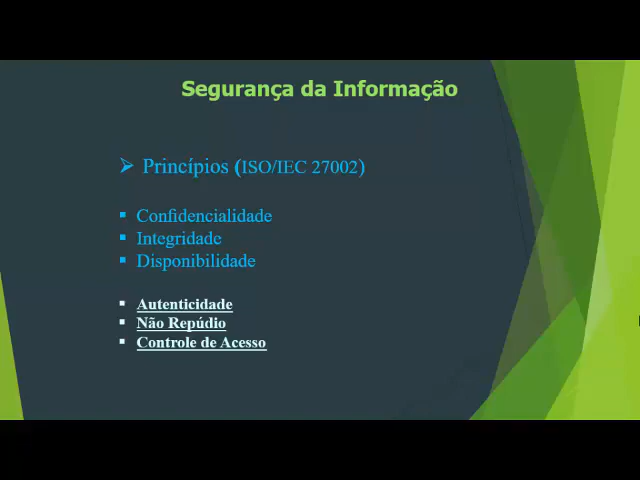 Segurança da Informação
Princípios (ISO/IEC 27002)
Confidencialidade
Integridade
Disponibilidade
Autenticidade
Não Repúdio
Controle de Acesso